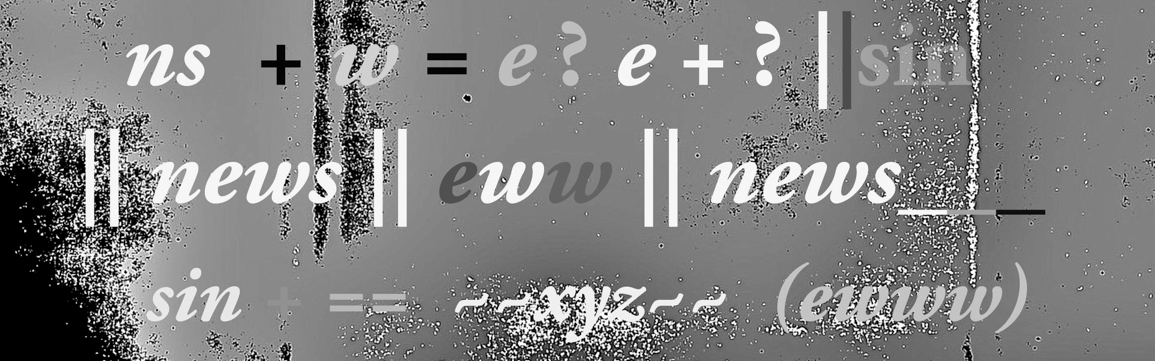 ns + w = e ? e + ? ||sin
|| news || eww || news___
sin + == ~~xyz~~ (ewww)